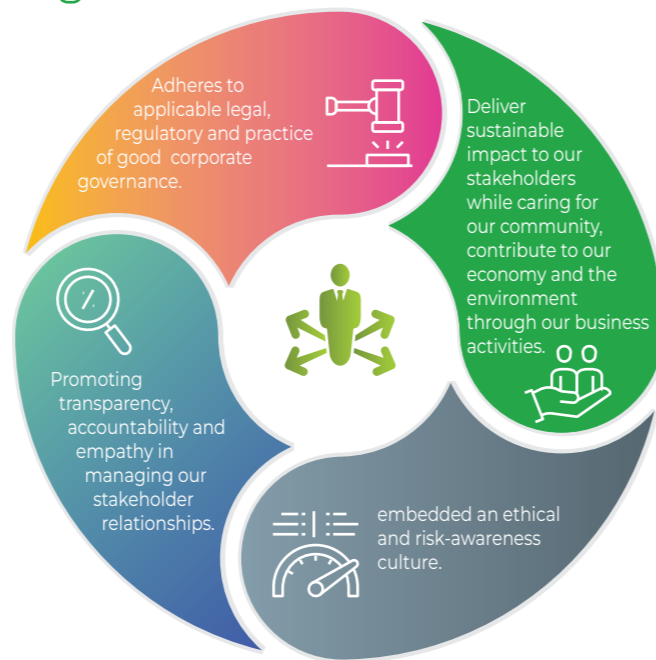 Adheres to
applicable legal,
regulatory and practice
of good corporate
governance.
Deliver
sustainable
impact to our
stakeholders
while caring for
our community,
contribute to our
economy and the
environment
through our business
activities.
embedded an ethical
and risk-awareness
culture.
Promoting
transparency,
accountability and
empathy in
managing our
stakeholder
relationships.